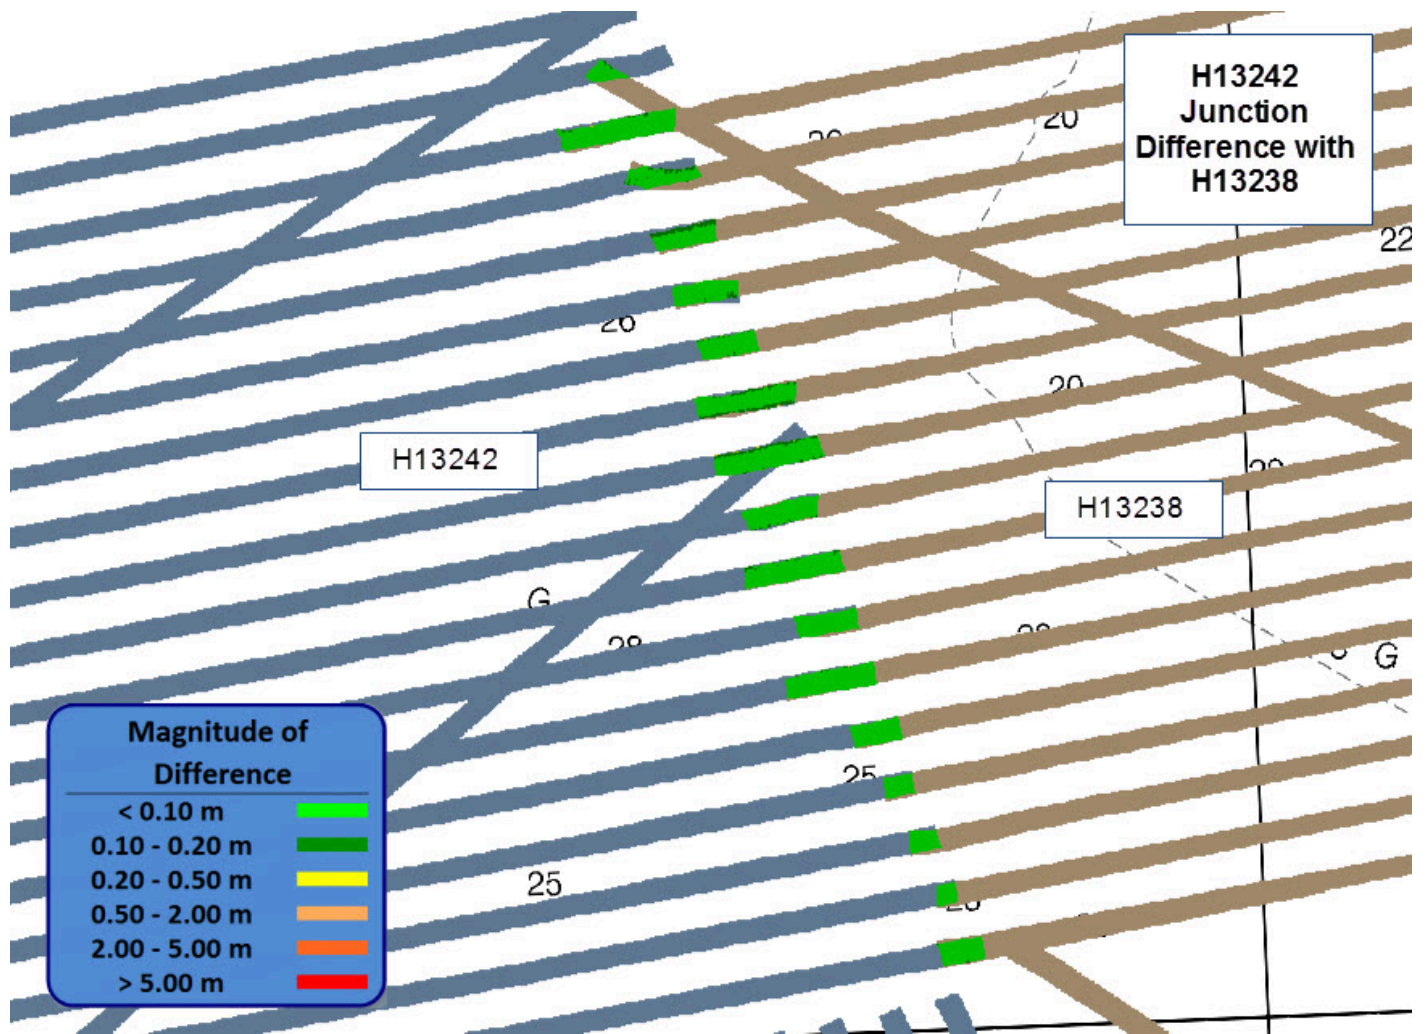 H13242
Junction
Difference with
H13238
20
22
26
20
H13242
H13238
G
G
25
25
Magnitude of
Difference
< 0.10 m
0.10 - 0.20 m
0.20 - 0.50 m
0.50 - 2.00 m
2.00 - 5.00 m
> 5.00 m